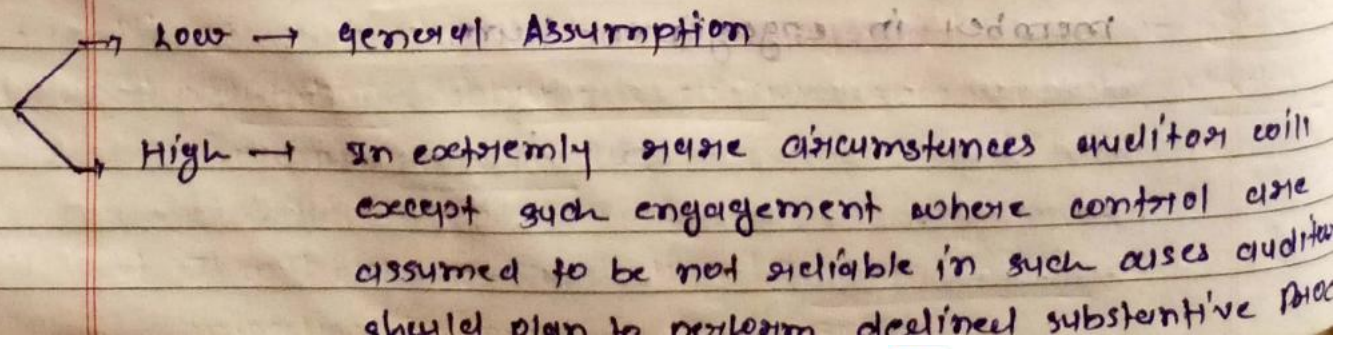 → Low → general Assumption
→ High → In extremly rare circumstances auditor will
except such engagement where control are
assumed to be not reliable in such cases auditor
should plan to perform substantive